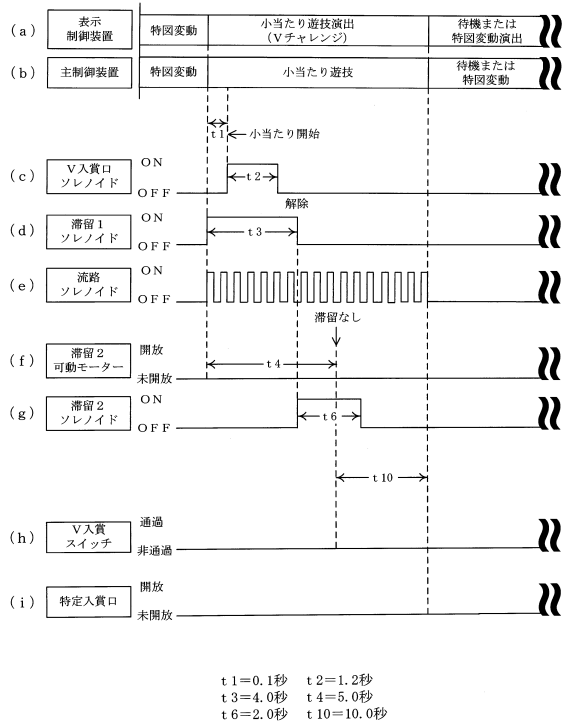 (a) 表示制御装置 特図変動 小当たり遊技演出(Vチャレンジ) 待機または特図変動演出
(b) 主制御装置 特図変動 小当たり遊技 待機または特図変動
t1 小当たり開始
(c) V入賞口ソレノイド ON OFF t2
解除
(d) 滞留1ソレノイド ON OFF t3
(e) 流路ソレノイド ON OFF
滞留なし
(f) 滞留2可動モーター 開放 未開放 t4
(g) 滞留2ソレノイド ON OFF t6
t10
(h) V入賞スイッチ 通過 非通過
(i) 特定入賞口 開放 未開放
t1=0.1秒 t2=1.2秒
t3=4.0秒 t4=5.0秒
t6=2.0秒 t10=10.0秒